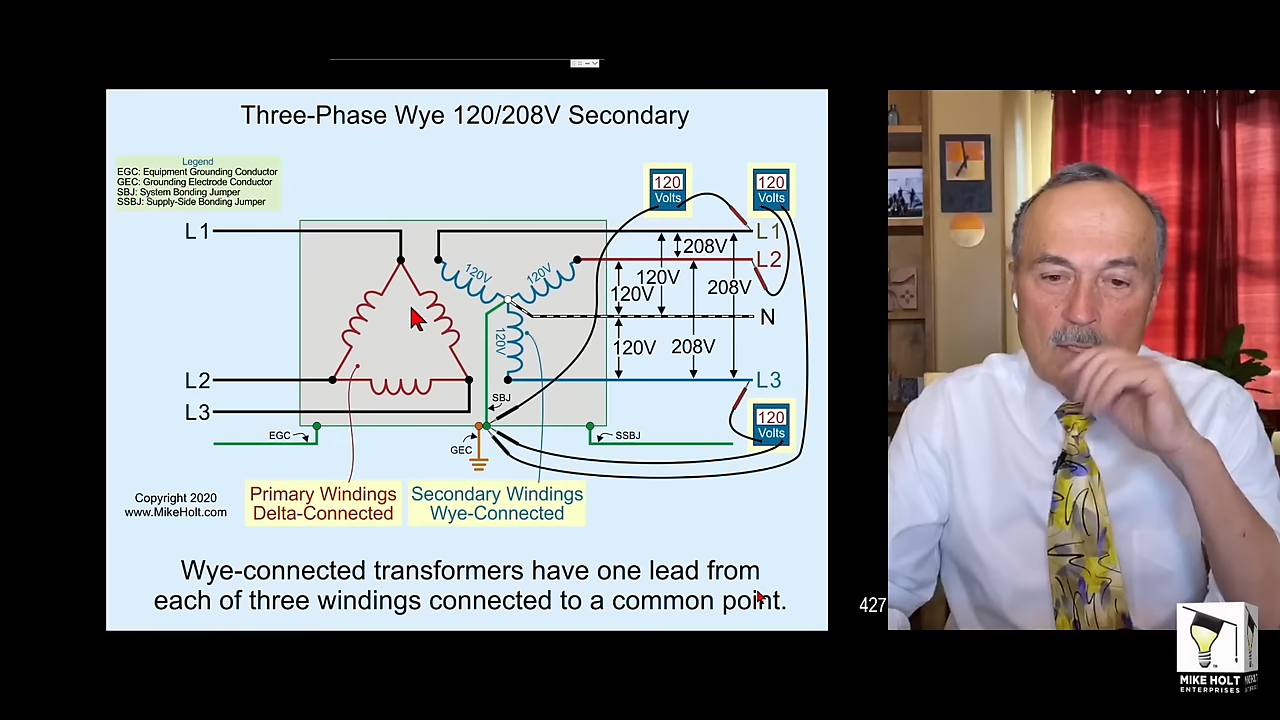 Three-Phase Wye 120/208V Secondary
Legend
EGC: Equipment Grounding Conductor
GEC: Grounding Electrode Conductor
SBJ: System Bonding Jumper
SSBJ: Supply-Side Bonding Jumper
120
Volts
120
Volts
L1
L1
208V
120V
120V
L2
120V
120V
208V
N
120V
120V
208V
L2
L3
L3
SBJ
120
Volts
EGC
GEC
SSBJ
Copyright 2020
www.MikeHolt.com
Primary Windings
Delta-Connected
Secondary Windings
Wye-Connected
Wye-connected transformers have one lead from
each of three windings connected to a common point.
427
MIKE HOLT
ENTERPRISES